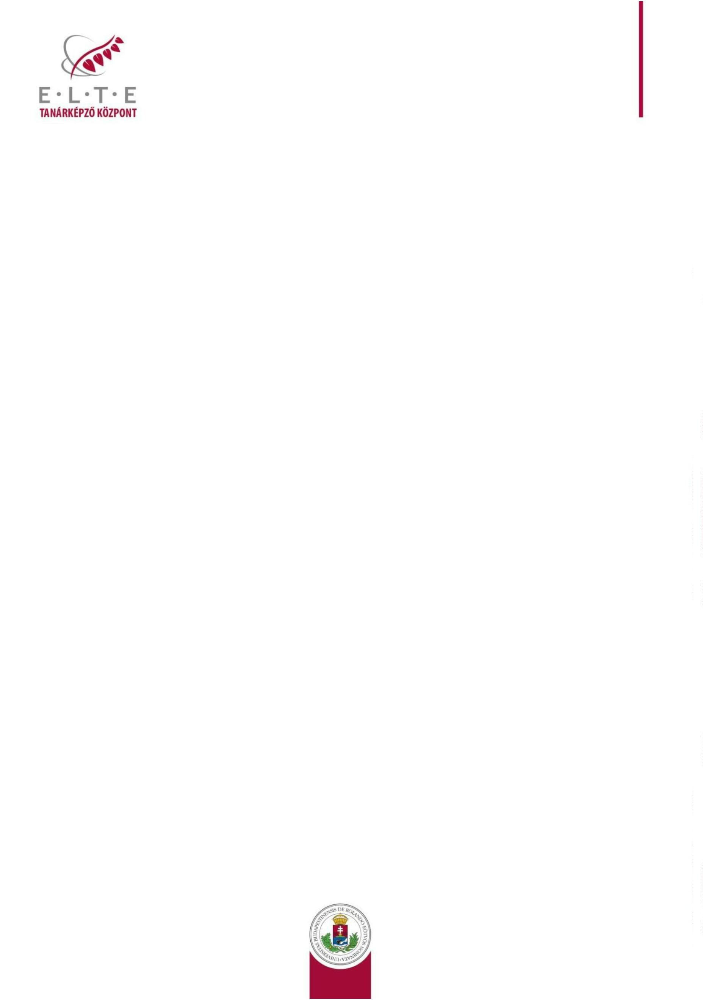 E·L·T·E
TANÁRKÉPZŐ KÖZPONT
UNIVERSITAS BUDAPESTINENSIS DE ROLANDO EÖTVÖS NOMINATA